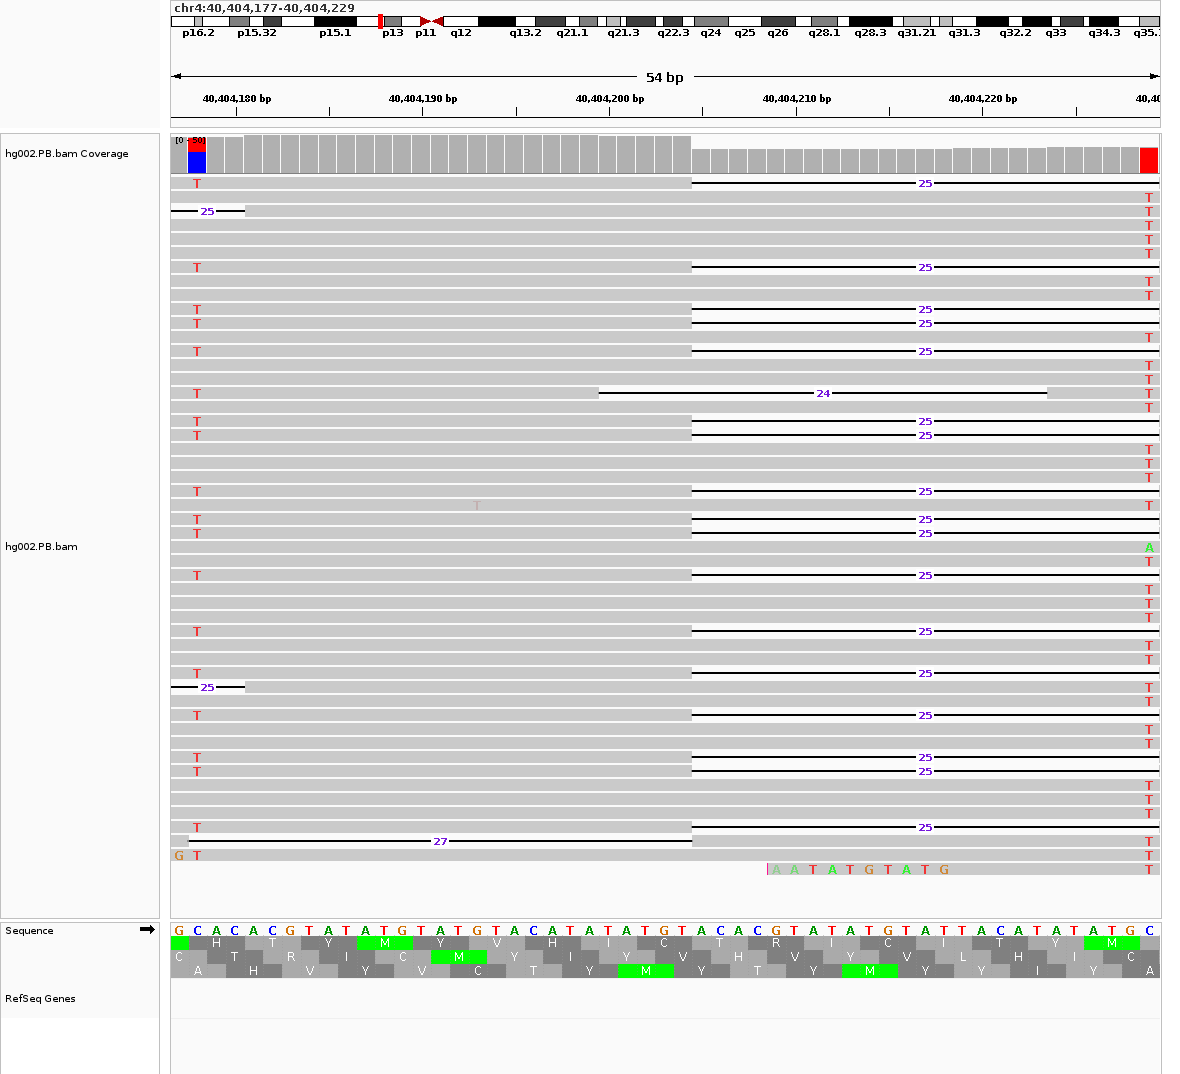 chr4:40,404,177-40,404,229
p16.2 p15.32 p15.1 p13 p11 q12 q13.2 q21.1 q21.3 q22.3 q24 q25 q26 q28.1 q28.3 q31.21 q31.3 q32.2 q33 q34.3 q35.
54 bp
40,404,180 bp 40,404,190 bp 40,404,200 bp 40,404,210 bp 40,404,220 bp 40,40
[0 - 50]
hg002.PB.bam Coverage
T 25
T
25 T
T
T
T
T 25
T
T
T 25
T 25
T
T 25
T
T
T 24 T
T
T 25
T 25
T
T
T
T 25
T T
T 25
T 25
hg002.PB.bam A
T
T 25
T
T
T
T 25
T
T
T 25
25 T
T
T 25
T
T
T 25
T 25
T
T
T
T 25
27 T
G T T
A A T A T G T A T G T
Sequence G C A C A C G T A T A T G T A T G T A C A T A T A T G T A C A C G T A T A T G T A T T A C A T A T A T G C
H T Y M Y V H I C T R I C I T Y M
C T R I C M Y I Y V H V Y V L H I C
A H V Y V C T Y M Y T Y M Y Y I Y A
RefSeq Genes